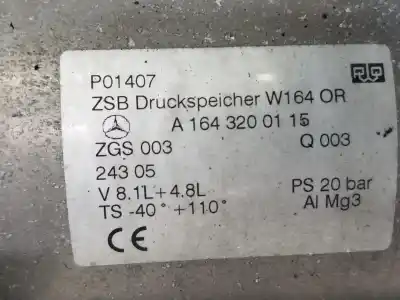 P01407
ZSB Druckspeicher W164 OR
A 164 320 01 15
ZGS 003 Q 003
243 05
V 8.1L+4.8L PS 20 bar
TS -40° +110° Al Mg3
CE